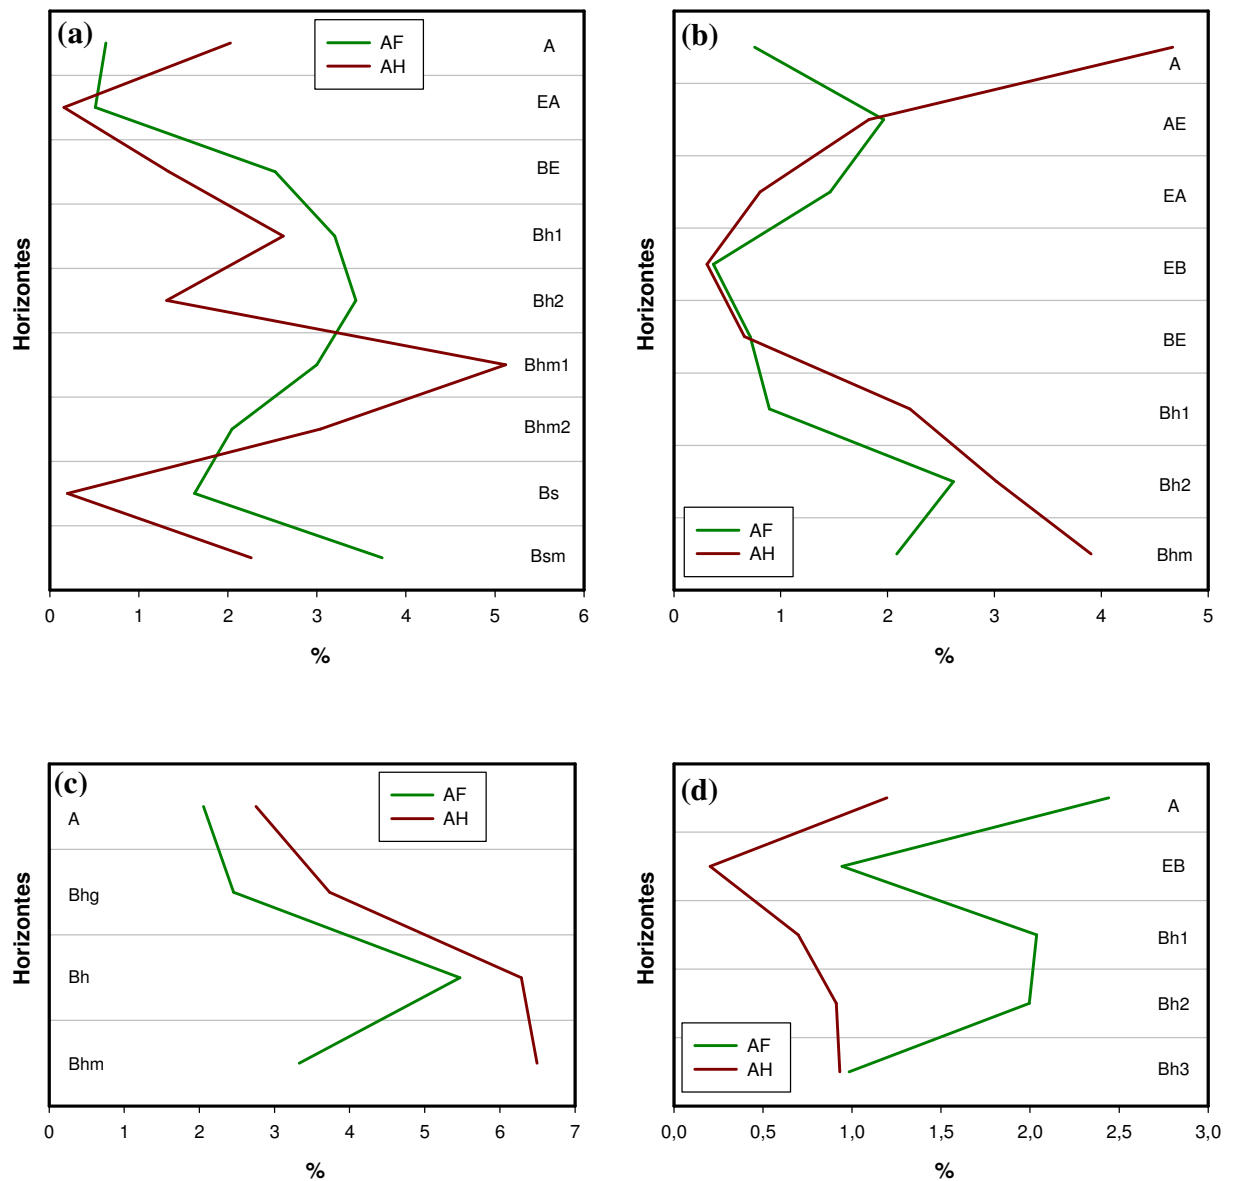 (a)
AF
AH
A
EA
BE
Bh1
Bh2
Bhm1
Bhm2
Bs
Bsm
Horizontes
0 1 2 3 4 5 6
%
(b)
A
AE
EA
EB
BE
Bh1
Bh2
Bhm
AF
AH
Horizontes
0 1 2 3 4 5
%
(c)
AF
AH
A
Bhg
Bh
Bhm
Horizontes
0 1 2 3 4 5 6 7
%
(d)
A
EB
Bh1
Bh2
Bh3
AF
AH
Horizontes
0,0 0,5 1,0 1,5 2,0 2,5 3,0
%